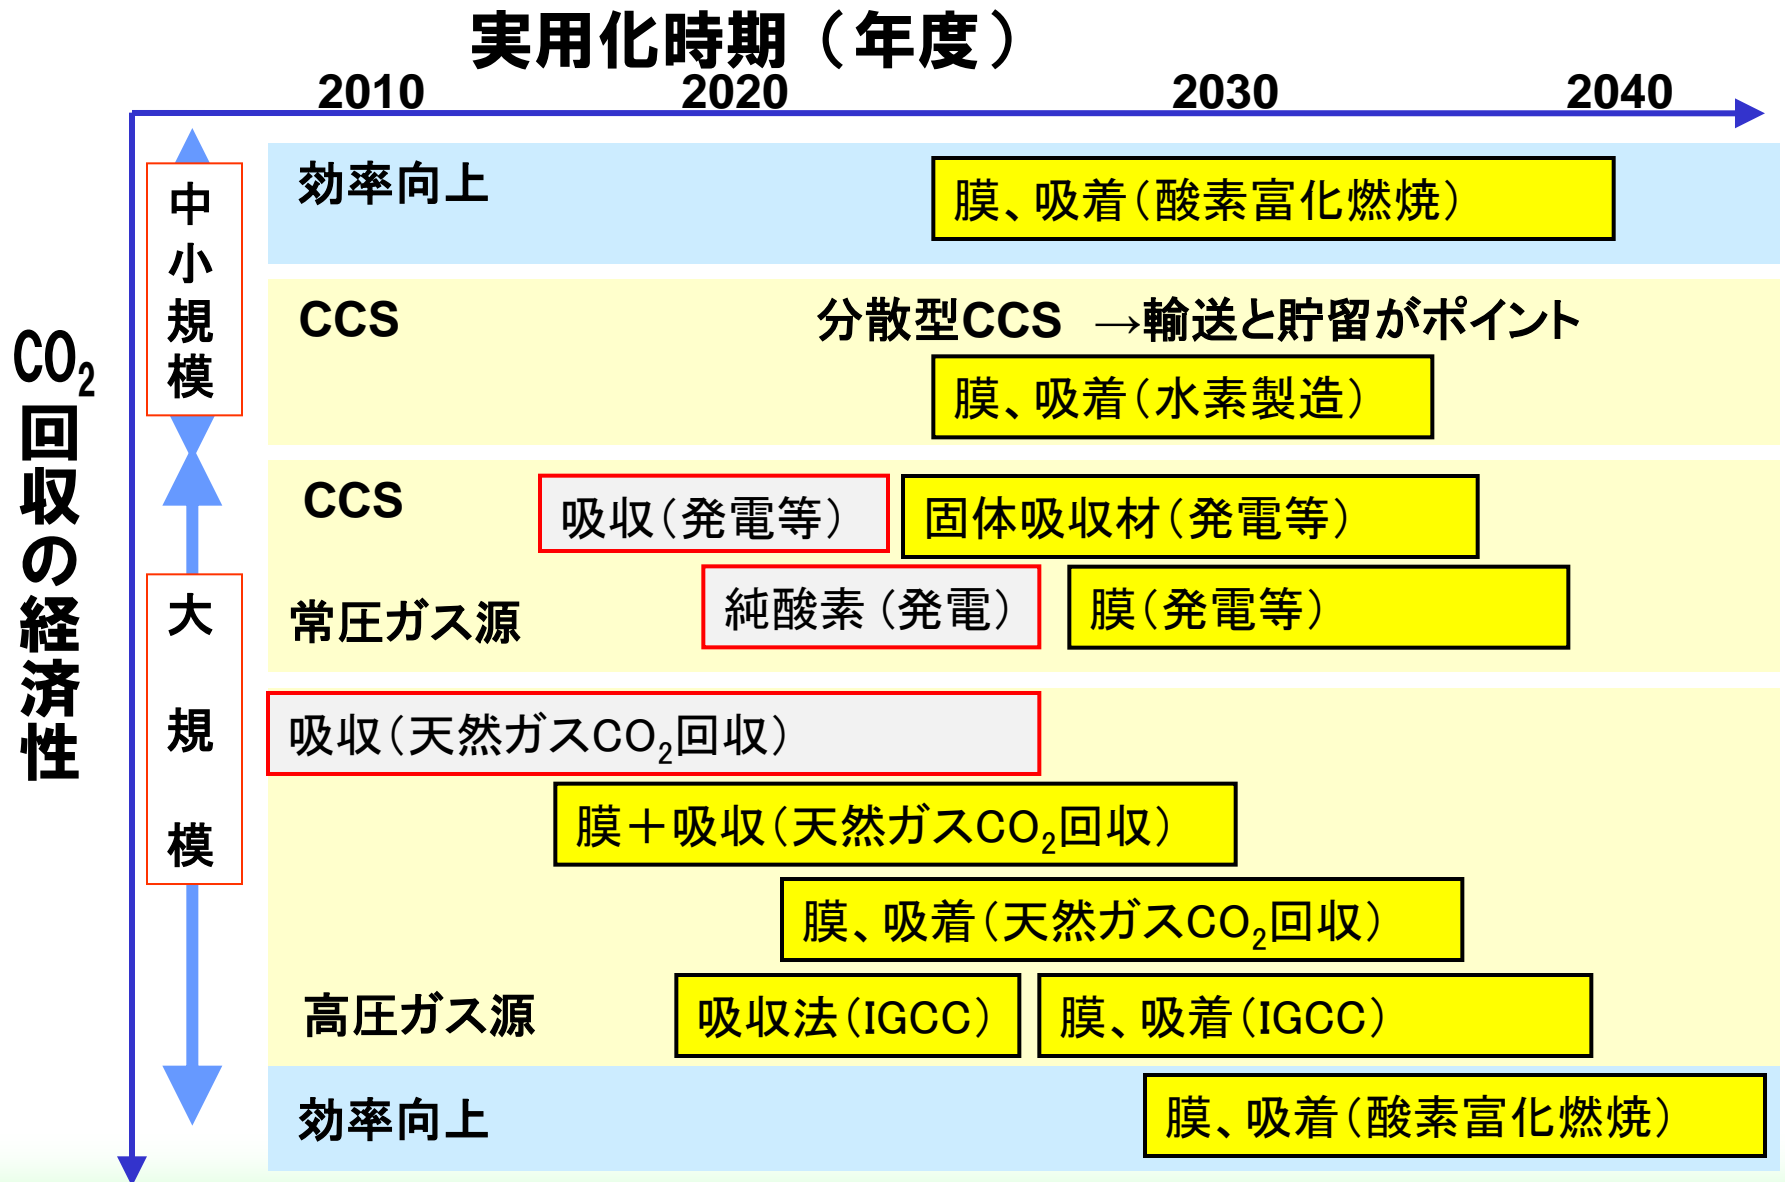 実用化時期（年度）
2010 2020 2030 2040
CO₂回収の経済性
中小規模
効率向上
膜、吸着（酸素富化燃焼）
CCS
分散型CCS →輸送と貯留がポイント
膜、吸着（水素製造）
大規模
CCS
吸収（発電等）
固体吸収材（発電等）
常圧ガス源
純酸素（発電）
膜（発電等）
吸収（天然ガスCO₂回収）
膜＋吸収（天然ガスCO₂回収）
膜、吸着（天然ガスCO₂回収）
高圧ガス源
吸収法（IGCC）
膜、吸着（IGCC）
効率向上
膜、吸着（酸素富化燃焼）